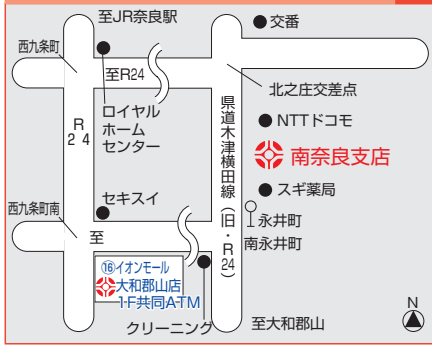 至JR奈良駅
交番
西九条町
至R24
北之庄交差点
R24
ロイヤル
ホーム
センター
県道木津横田線(旧・R24)
NTTドコモ
南奈良支店
セキスイ
スギ薬局
西九条町南
永井町
南永井町
至
⑯イオンモール
大和郡山店
1F共同ATM
クリーニング
至大和郡山
N